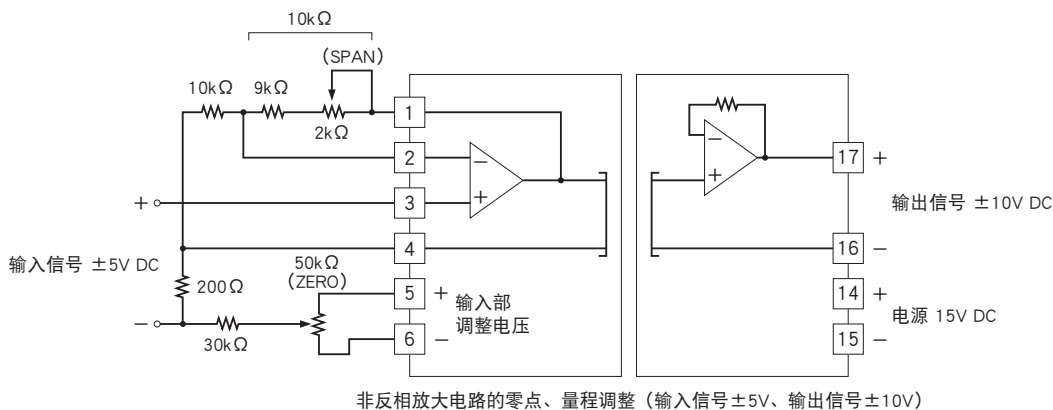 10kΩ
(SPAN)
10kΩ
9kΩ
2kΩ
1
2
3
4
5
6
−
+
+
输入信号 ±5V DC
−
200Ω
50kΩ
(ZERO)
30kΩ
+
−
输入部
调整电压
−
+
17 +
输出信号 ±10V DC
16 −
14 +
电源 15V DC
15 −
非反相放大电路的零点、量程调整（输入信号±5V、输出信号±10V）